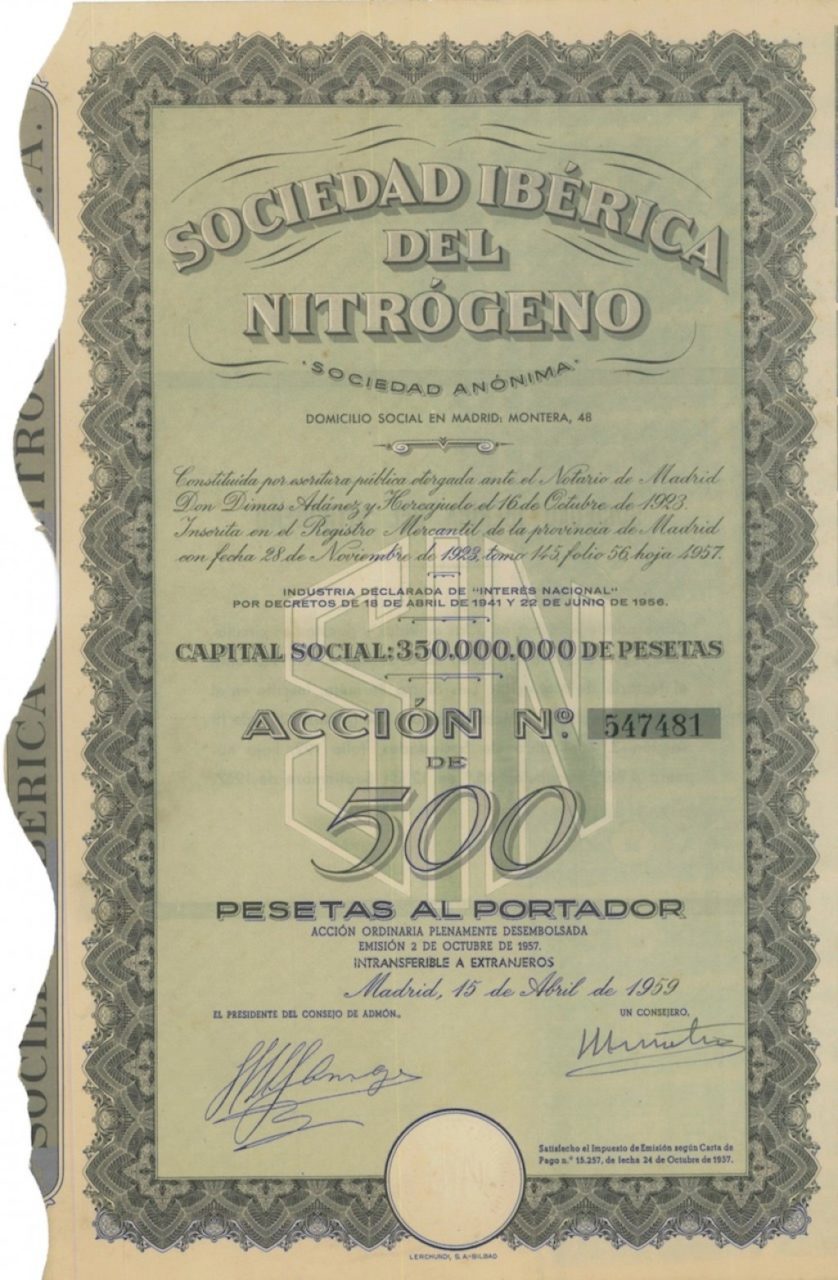 SOCIEDAD IBÉRICA
DEL
NITRÓGENO
·SOCIEDAD ANÓNIMA·
DOMICILIO SOCIAL EN MADRID: MONTERA, 48
Constituída por escritura pública otorgada ante el Notario de Madrid
Don Dimas Adánez y Horcajuelo el 16 de Octubre de 1923.
Inscrita en el Registro Mercantil de la provincia de Madrid
con fecha 28 de Noviembre de 1923, tomo 145, folio 56, hoja 4957.
INDUSTRIA DECLARADA DE "INTERÉS NACIONAL"
POR DECRETOS DE 18 DE ABRIL DE 1941 Y 22 DE JUNIO DE 1956.
CAPITAL SOCIAL: 350.000.000 DE PESETAS
ACCIÓN Nº. 547481
DE
500
PESETAS AL PORTADOR
ACCIÓN ORDINARIA PLENAMENTE DESEMBOLSADA
EMISIÓN 2 DE OCTUBRE DE 1957.
INTRANSFERIBLE A EXTRANJEROS
Madrid, 15 de Abril de 1959
EL PRESIDENTE DEL CONSEJO DE ADMÓN.,
UN CONSEJERO,
Satisfecho el Impuesto de Emisión según Carta de
Pago n.º 15.257, de fecha 24 de Octubre de 1957.
LERCHUNDI, S. A.-BILBAO